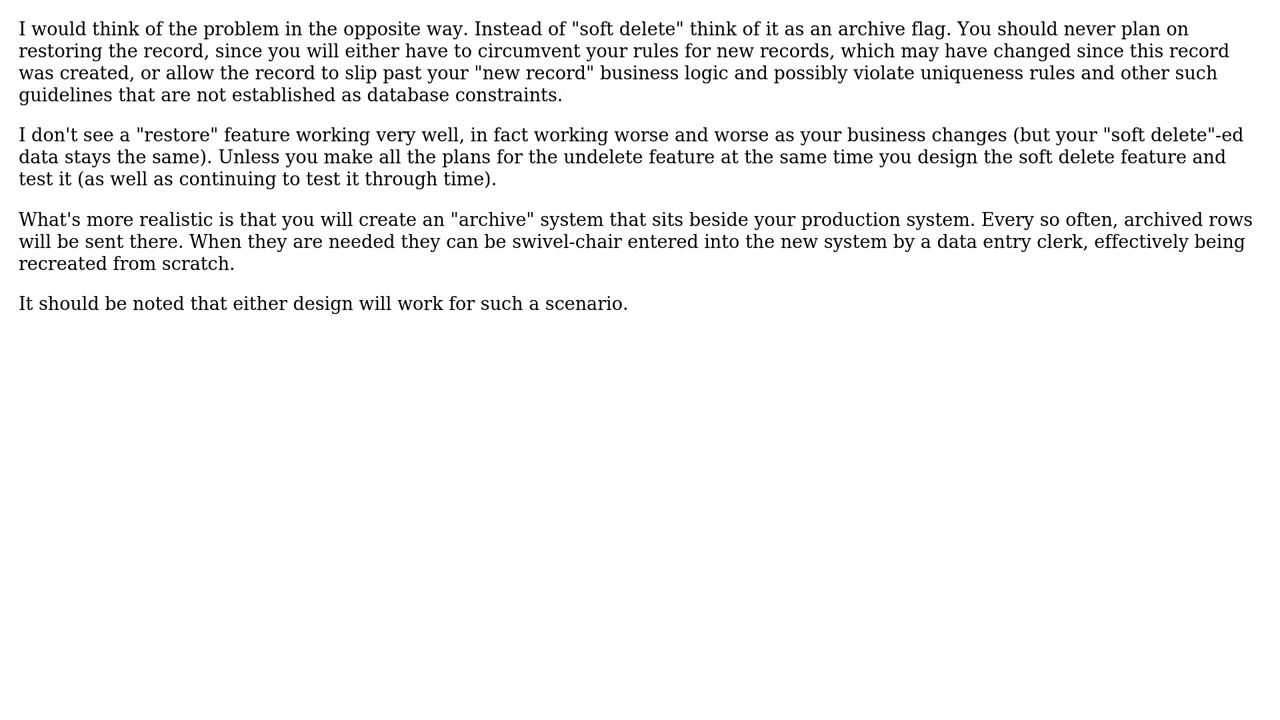 I would think of the problem in the opposite way. Instead of "soft delete" think of it as an archive flag. You should never plan on
restoring the record, since you will either have to circumvent your rules for new records, which may have changed since this record
was created, or allow the record to slip past your "new record" business logic and possibly violate uniqueness rules and other such
guidelines that are not established as database constraints.
I don't see a "restore" feature working very well, in fact working worse and worse as your business changes (but your "soft delete"-ed
data stays the same). Unless you make all the plans for the undelete feature at the same time you design the soft delete feature and
test it (as well as continuing to test it through time).
What's more realistic is that you will create an "archive" system that sits beside your production system. Every so often, archived rows
will be sent there. When they are needed they can be swivel-chair entered into the new system by a data entry clerk, effectively being
recreated from scratch.
It should be noted that either design will work for such a scenario.